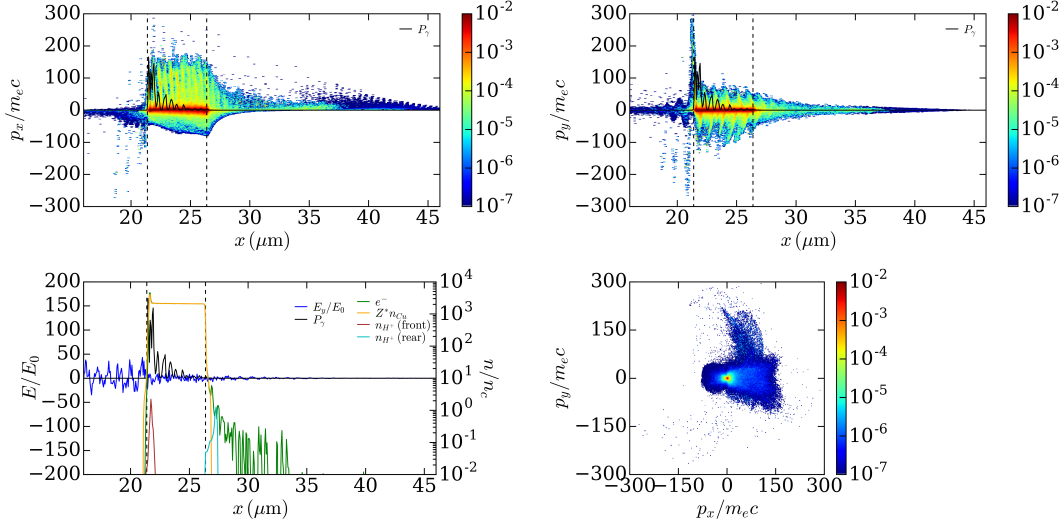 300
200
100
0
−100
−200
−300
20 25 30 35 40 45
x (μm)
p_x/m_ec
P_γ
10^−2
10^−3
10^−4
10^−5
10^−6
10^−7
300
200
100
0
−100
−200
−300
20 25 30 35 40 45
x (μm)
p_y/m_ec
P_γ
10^−2
10^−3
10^−4
10^−5
10^−6
10^−7
200
150
100
50
0
−50
−100
−150
−200
20 25 30 35 40 45
x (μm)
E/E_0
E_y/E_0
P_γ
e^−
Z^*n_Cu
n_H^+ (front)
n_H^+ (rear)
10^4
10^3
10^2
10^1
10^0
10^−1
10^−2
n/n_c
300
150
0
−150
−300
−300 −150 0 150 300
p_x/m_ec
p_y/m_ec
10^−2
10^−3
10^−4
10^−5
10^−6
10^−7